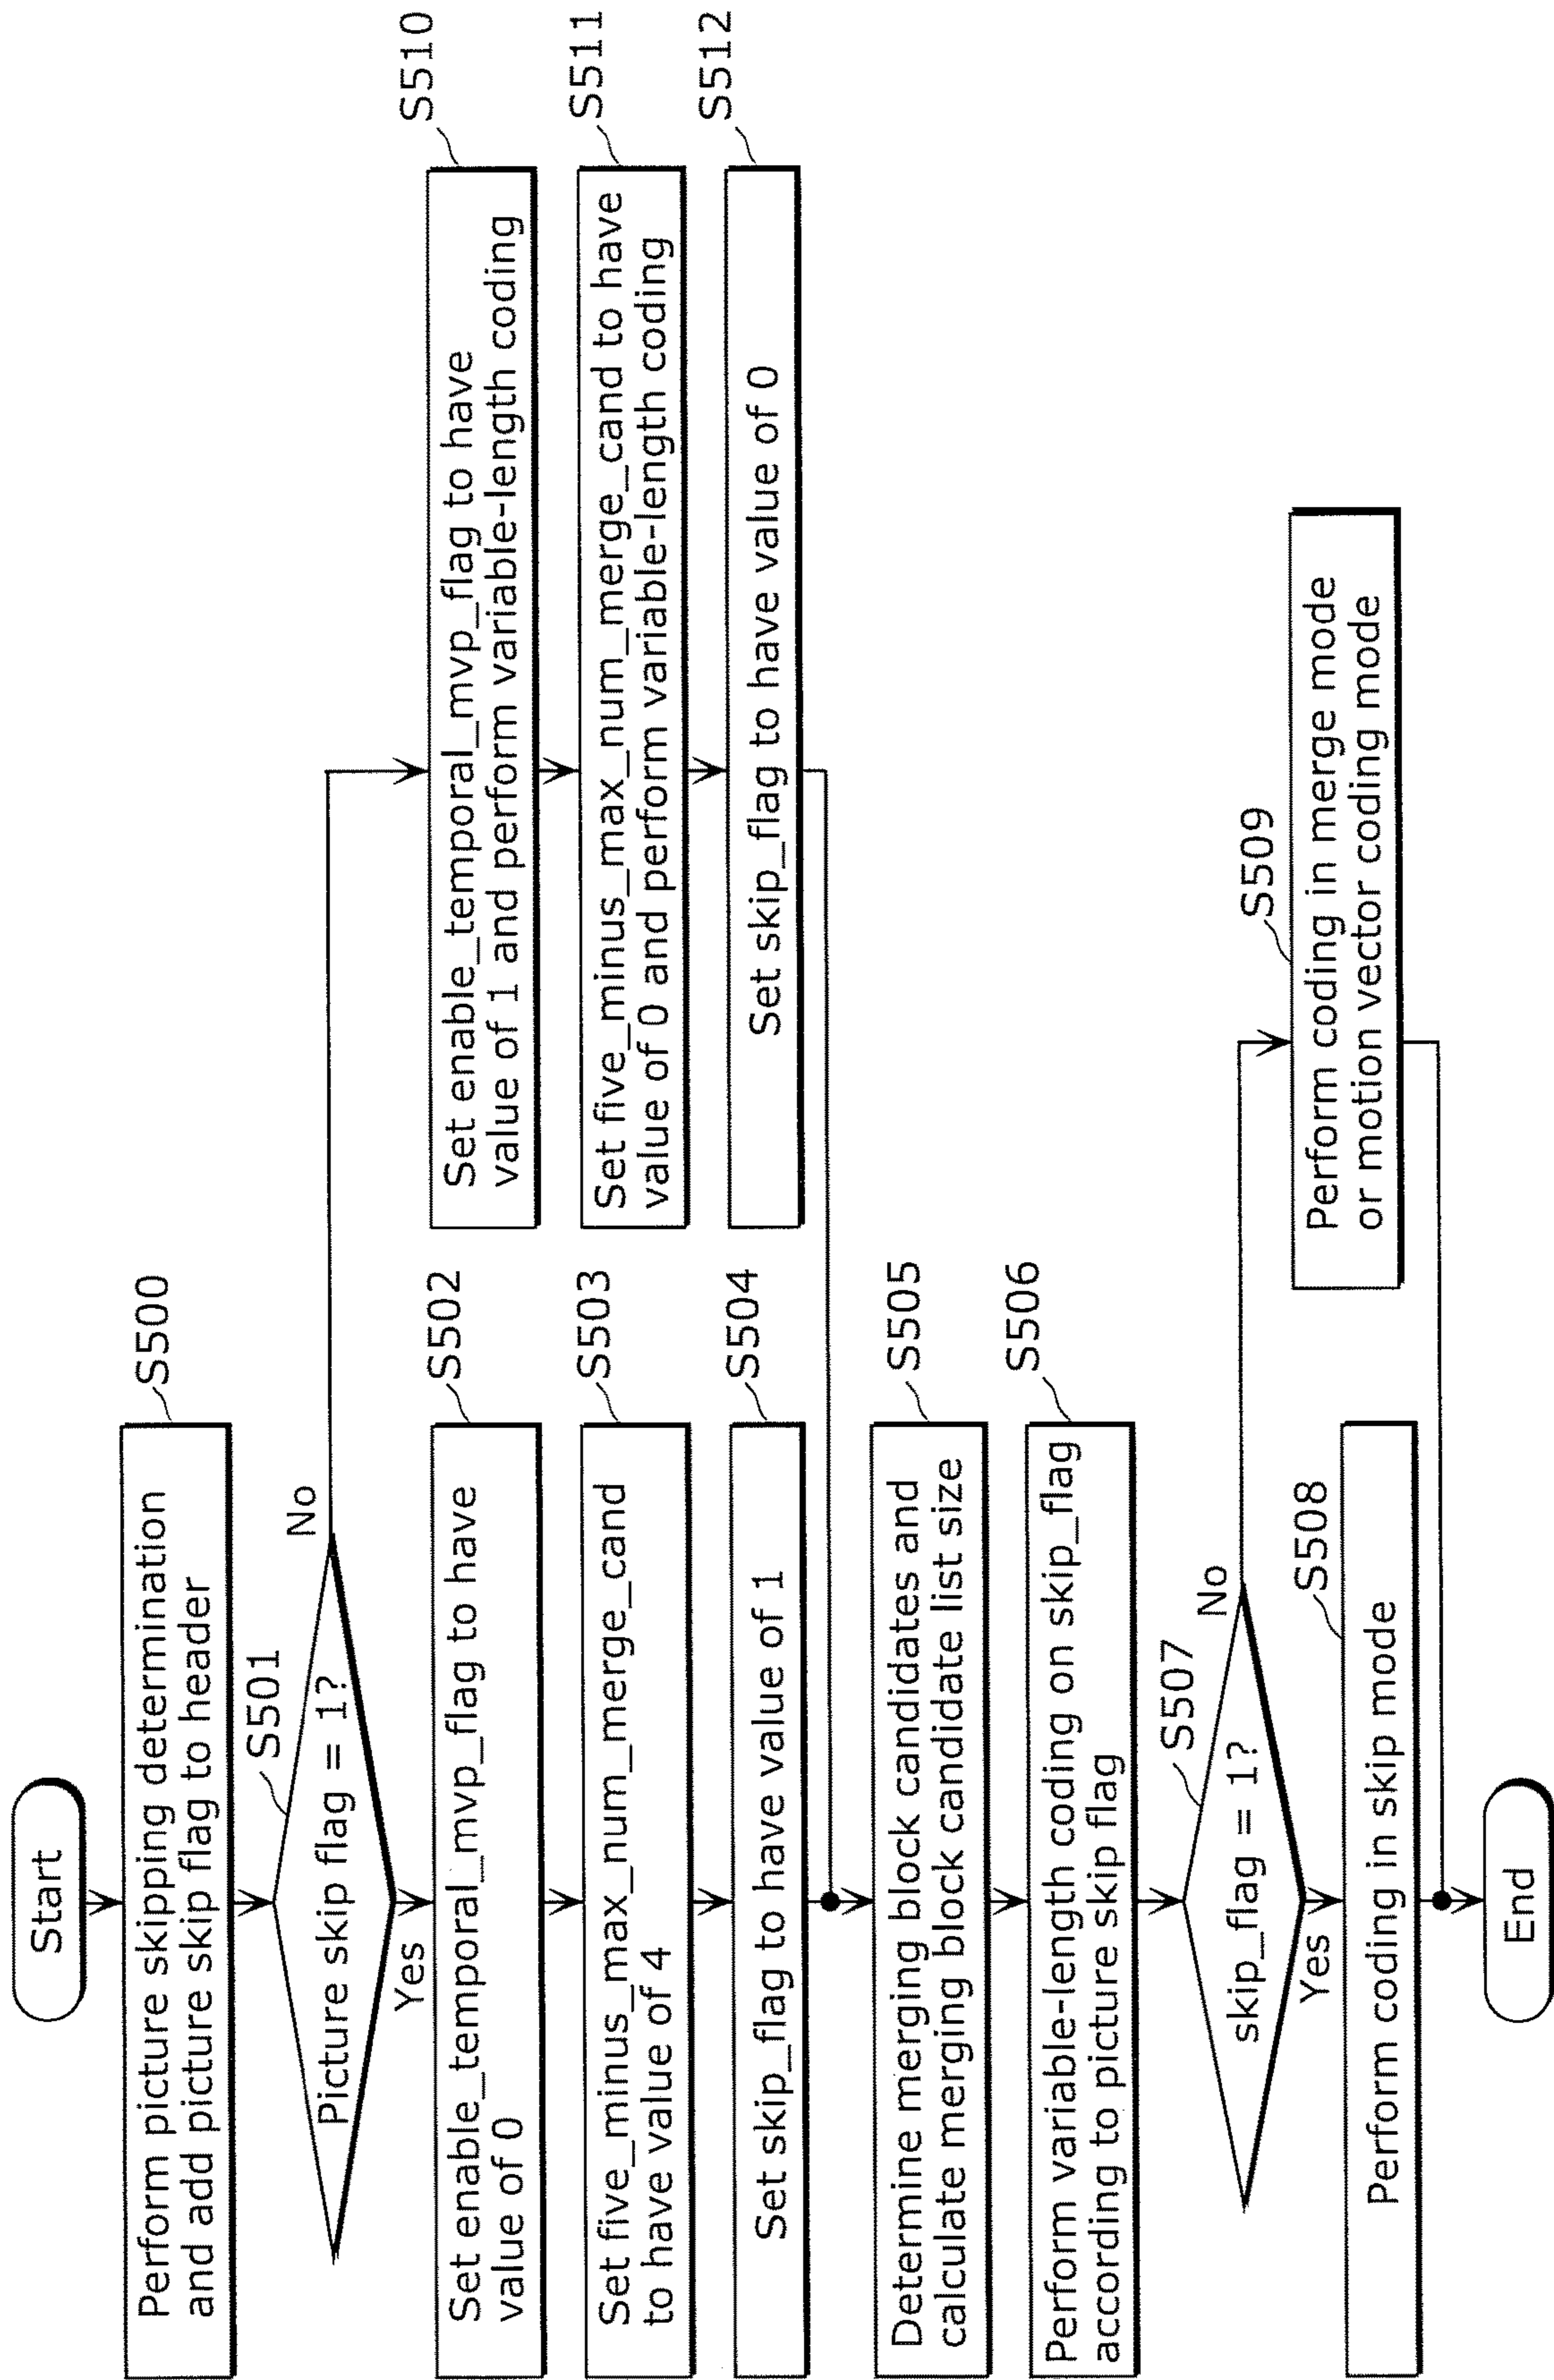 Start
S500
Perform picture skipping determination
and add picture skip flag to header
S501
Picture skip flag = 1?
No
Yes
S502
Set enable_temporal_mvp_flag to have
value of 0
S503
Set five_minus_max_num_merge_cand
to have value of 4
S504
Set skip_flag to have value of 1
S510
Set enable_temporal_mvp_flag to have
value of 1 and perform variable-length coding
S511
Set five_minus_max_num_merge_cand to have
value of 0 and perform variable-length coding
S512
Set skip_flag to have value of 0
S505
Determine merging block candidates and
calculate merging block candidate list size
S506
Perform variable-length coding on skip_flag
according to picture skip flag
S507
skip_flag = 1?
No
Yes
S508
Perform coding in skip mode
S509
Perform coding in merge mode
or motion vector coding mode
End